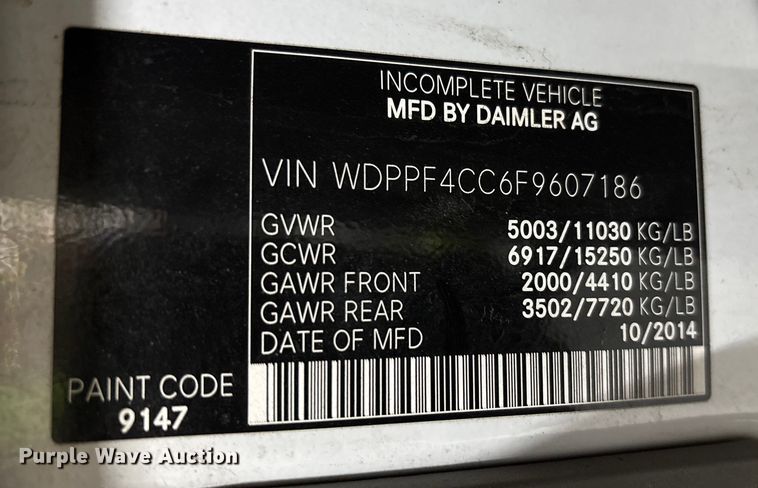 INCOMPLETE VEHICLE
MFD BY DAIMLER AG
VIN WDPPF4CC6F9607186
GVWR 5003/11030 KG/LB
GCWR 6917/15250 KG/LB
GAWR FRONT 2000/4410 KG/LB
GAWR REAR 3502/7720 KG/LB
DATE OF MFD 10/2014
PAINT CODE
9147
Purple Wave Auction